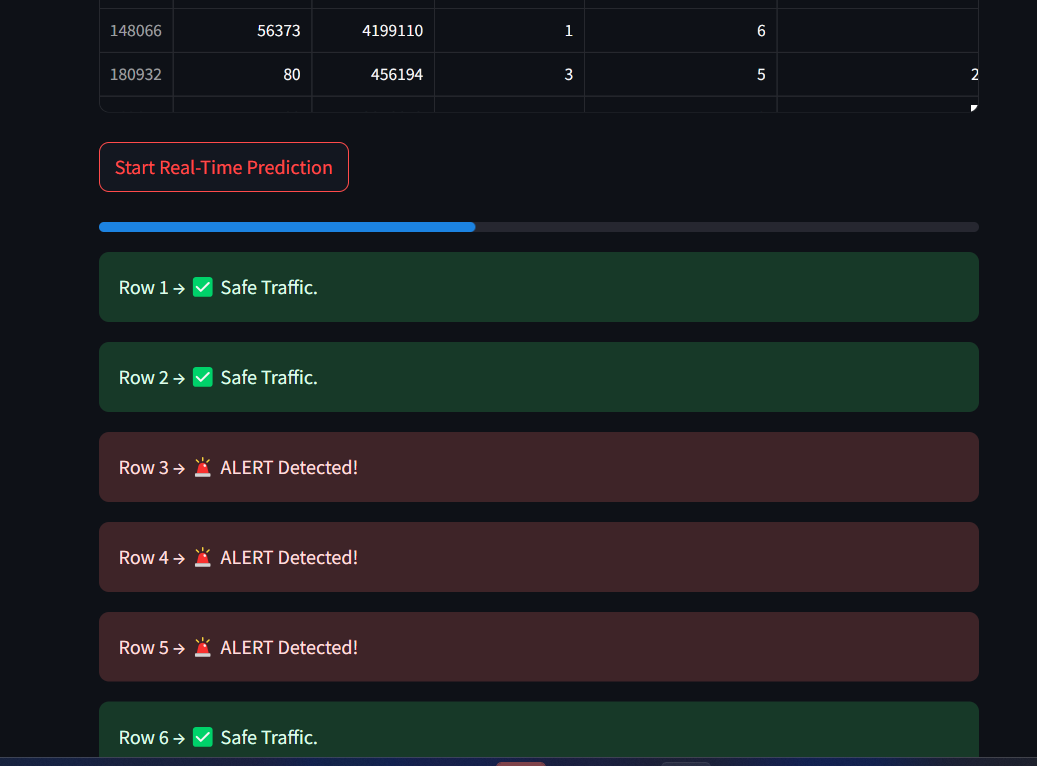 148066 56373 4199110 1 6
180932 80 456194 3 5 2
Start Real-Time Prediction
Row 1 → ✅ Safe Traffic.
Row 2 → ✅ Safe Traffic.
Row 3 → 🚨 ALERT Detected!
Row 4 → 🚨 ALERT Detected!
Row 5 → 🚨 ALERT Detected!
Row 6 → ✅ Safe Traffic.